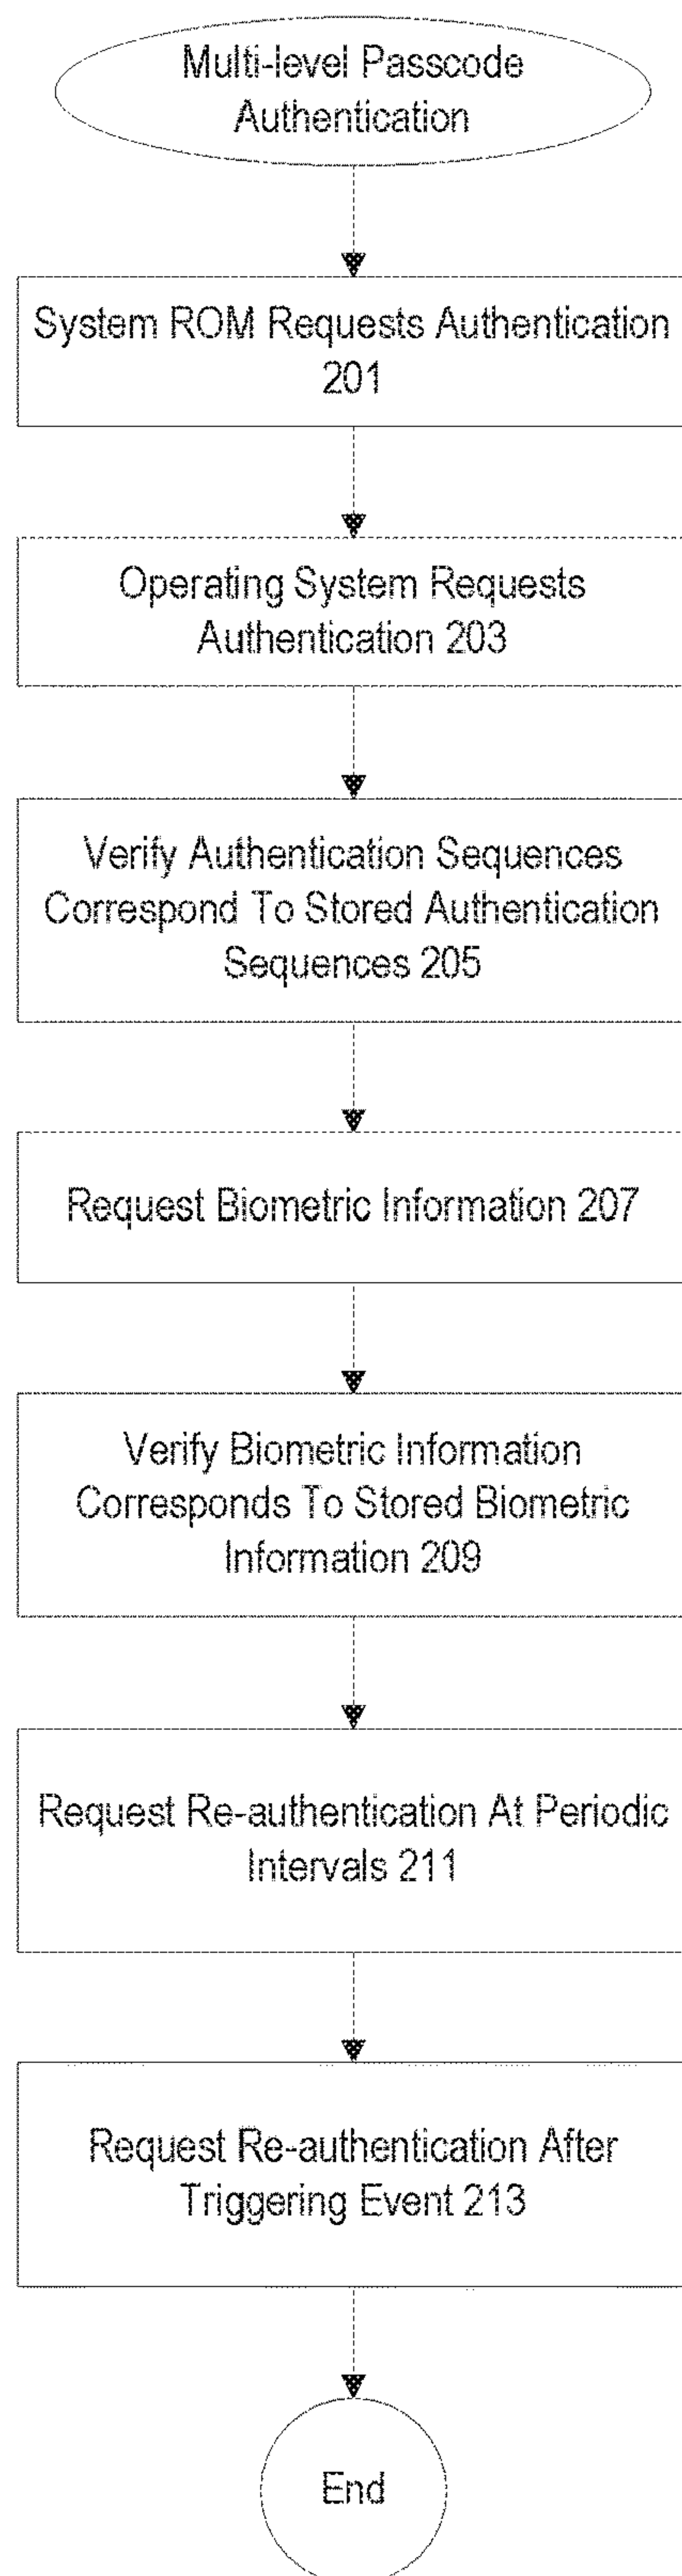 Multi-level Passcode
Authentication
System ROM Requests Authentication
201
Operating System Requests
Authentication 203
Verify Authentication Sequences
Correspond To Stored Authentication
Sequences 205
Request Biometric Information 207
Verify Biometric Information
Corresponds To Stored Biometric
Information 209
Request Re-authentication At Periodic
Intervals 211
Request Re-authentication After
Triggering Event 213
End